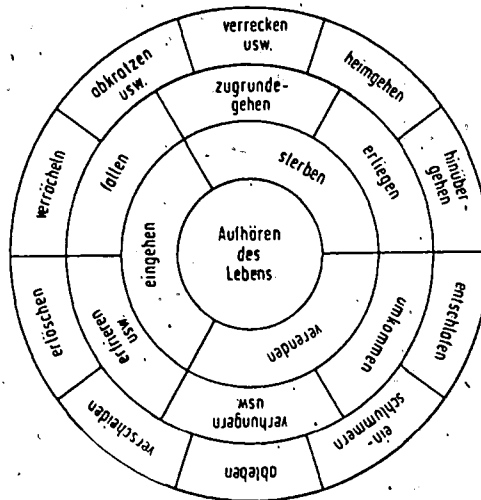 Aufhören
des
Lebens
sterben
verenden
eingehen
zugrunde-
gehen
erliegen
umkommen
verhungern
usw.
erfrieren
usw.
fallen
verrecken
usw.
heimgehen
hinüber-
gehen
entschlafen
ein-
schlummern
ableben
verscheiden
erlöschen
verröcheln
abkratzen
usw.